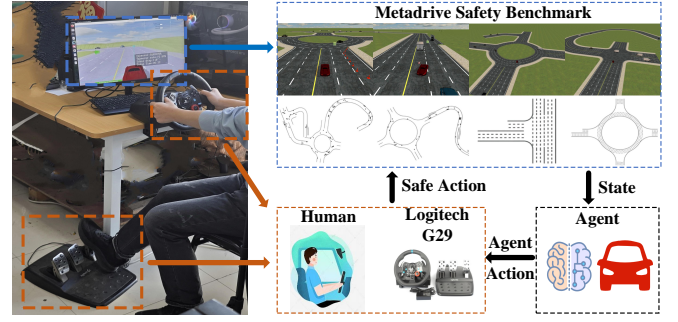 Metadrive Safety Benchmark
Safe Action
State
Human
Logitech
G29
Agent
Action
Agent